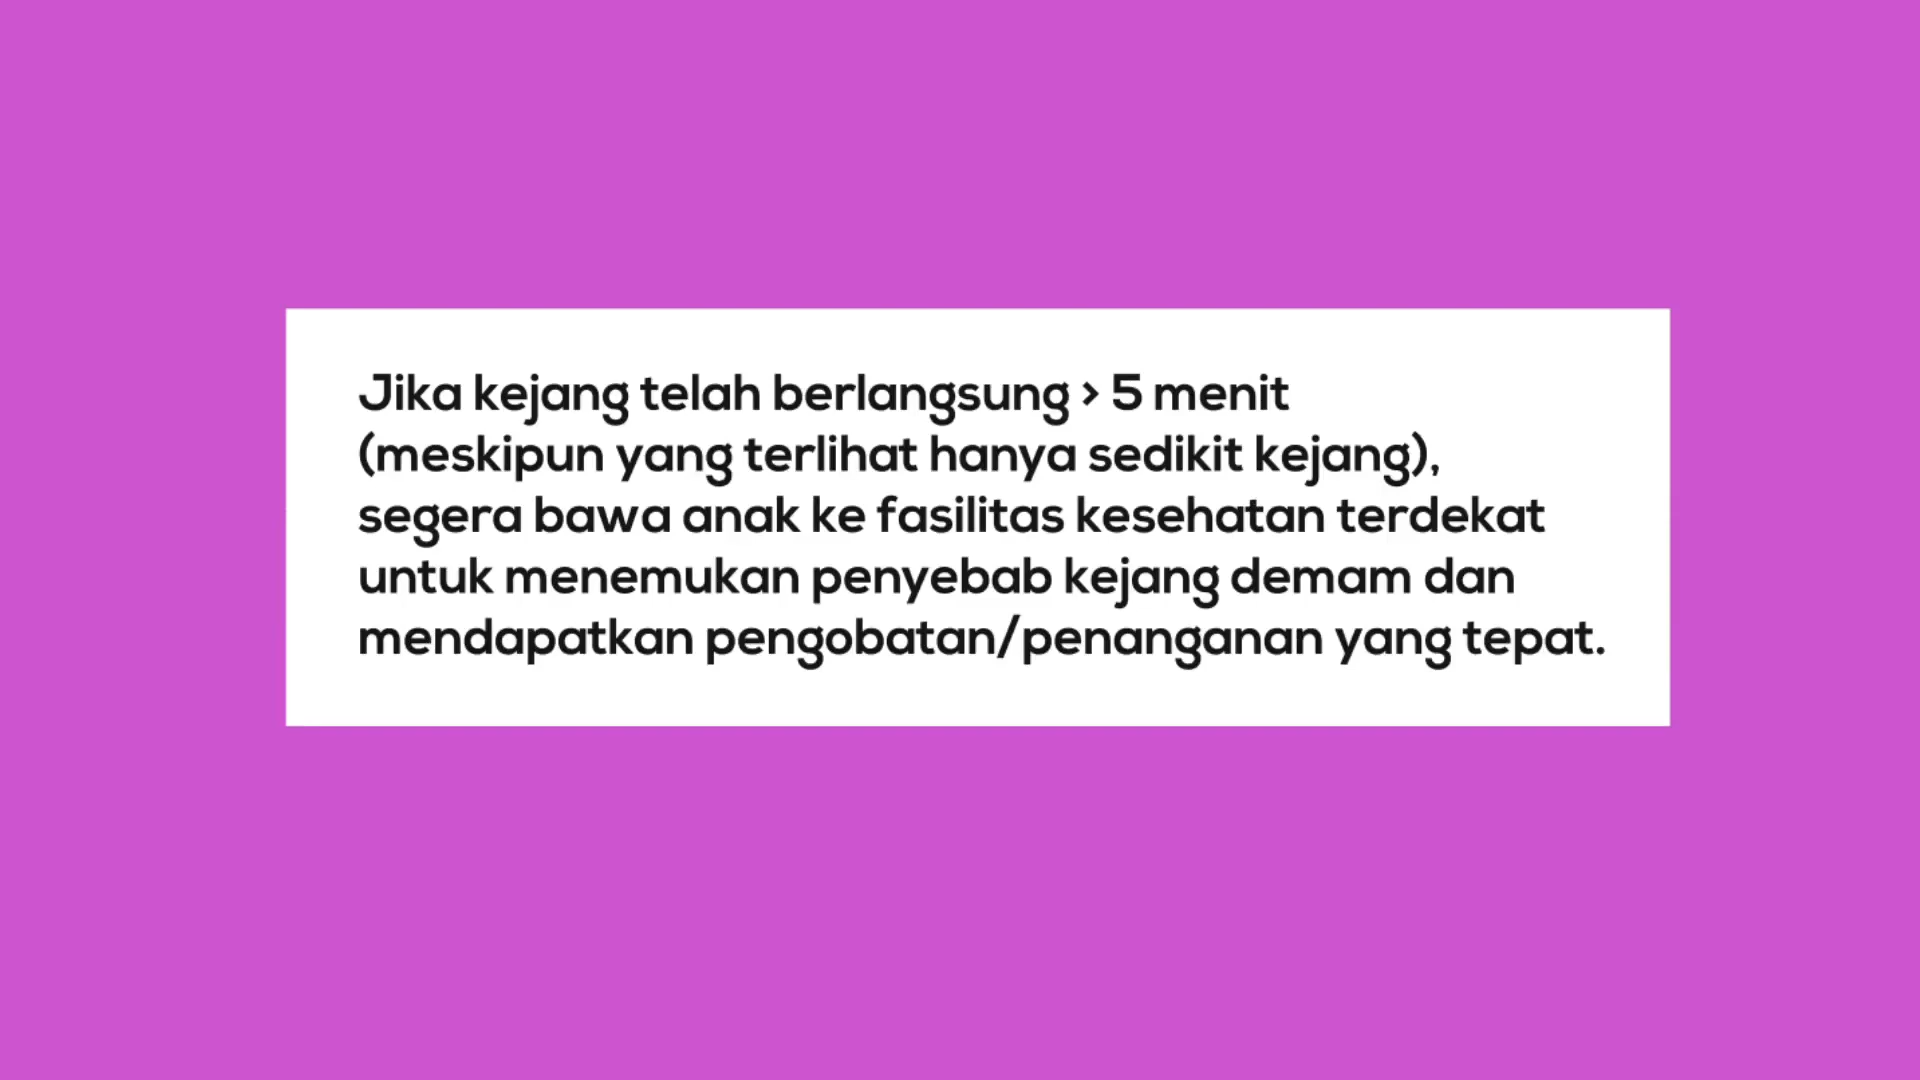 Jika kejang telah berlangsung > 5 menit
(meskipun yang terlihat hanya sedikit kejang),
segera bawa anak ke fasilitas kesehatan terdekat
untuk menemukan penyebab kejang demam dan
mendapatkan pengobatan/penanganan yang tepat.